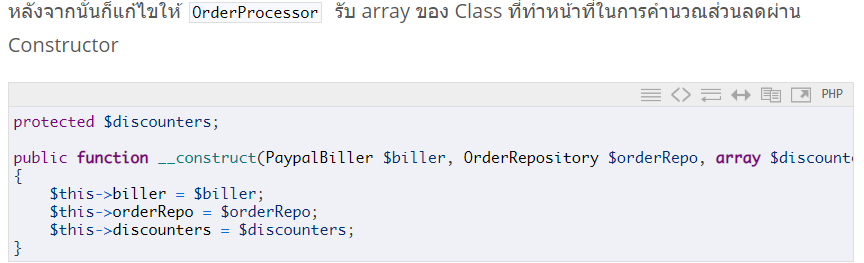 หลังจากนั้นก็แก้ไขให้ OrderProcessor รับ array ของ Class ที่ทำหน้าที่ในการคำนวณส่วนลดผ่าน
Constructor
PHP
protected $discounters;
public function __construct(PaypalBiller $biller, OrderRepository $orderRepo, array $discount
{
$this->biller = $biller;
$this->orderRepo = $orderRepo;
$this->discounters = $discounters;
}